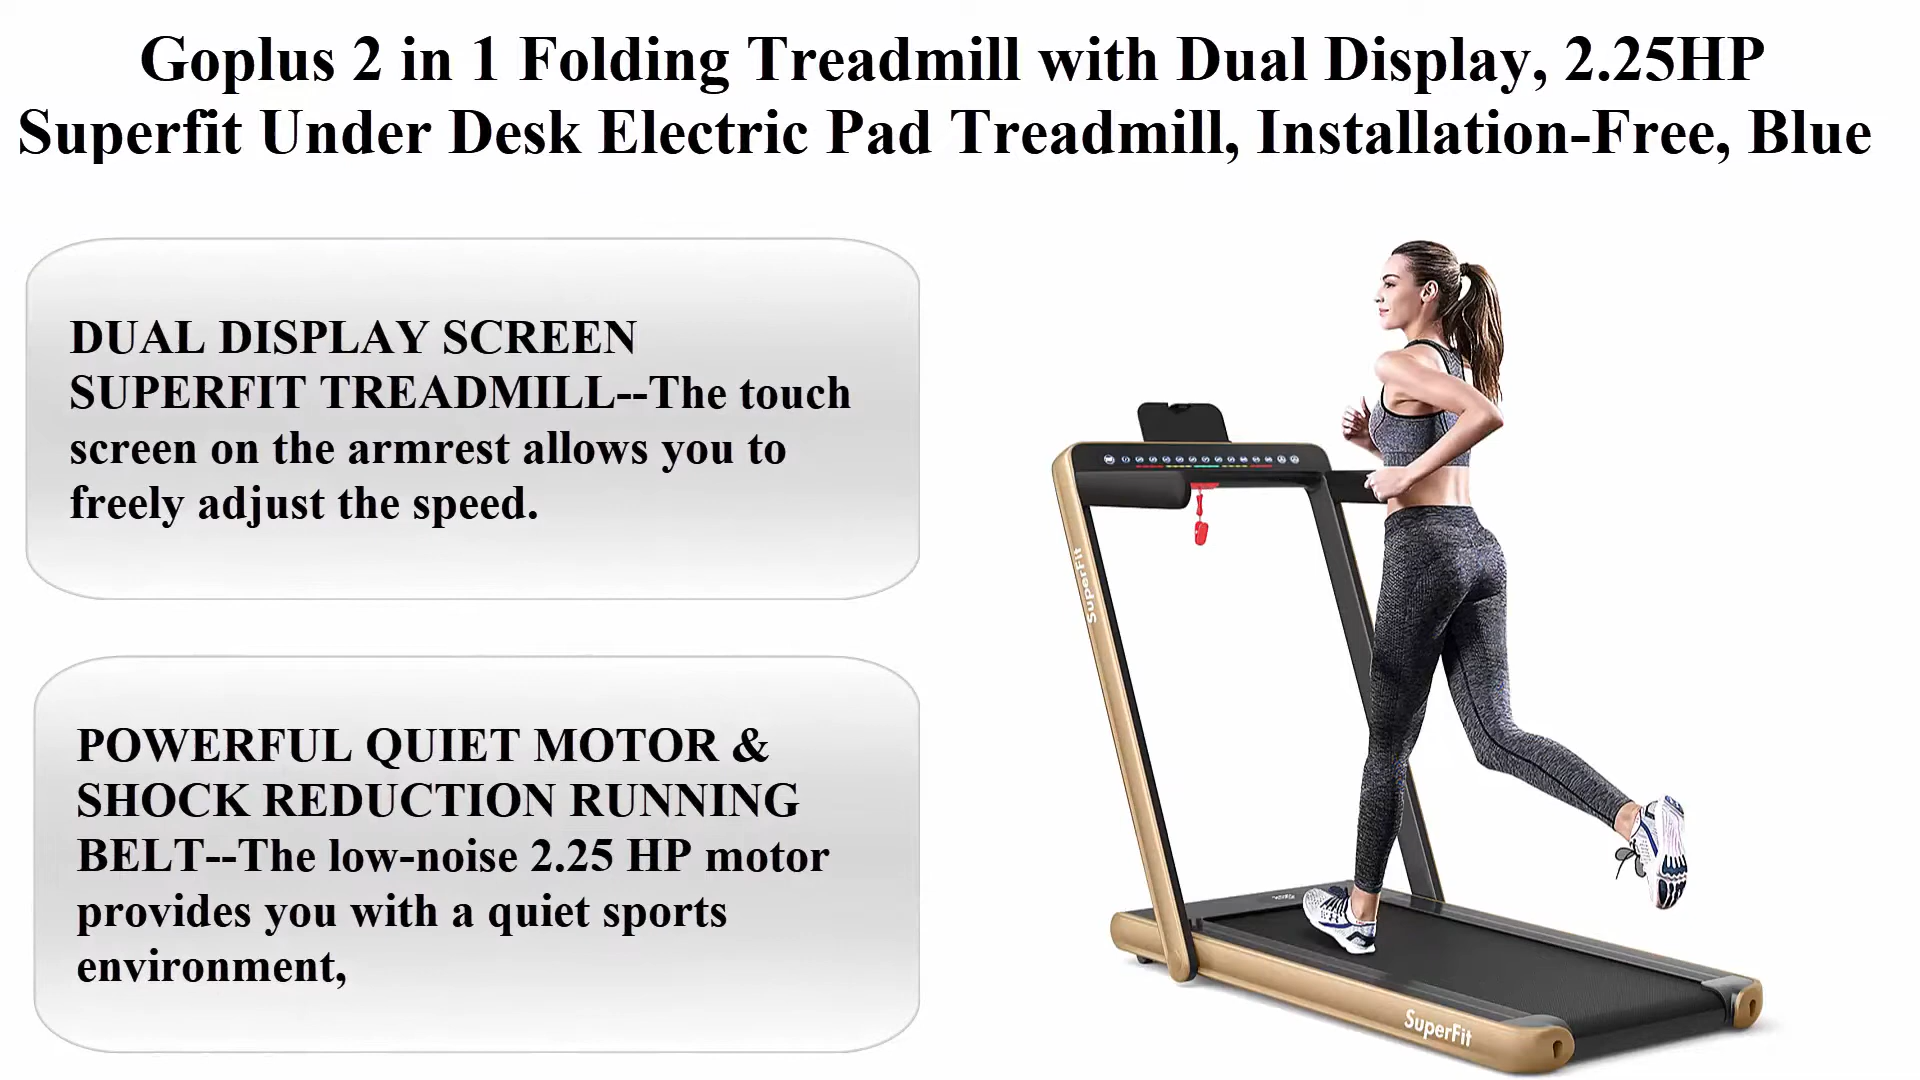 Goplus 2 in 1 Folding Treadmill with Dual Display, 2.25HP
Superfit Under Desk Electric Pad Treadmill, Installation-Free, Blue
DUAL DISPLAY SCREEN
SUPERFIT TREADMILL--The touch
screen on the armrest allows you to
freely adjust the speed.
POWERFUL QUIET MOTOR &
SHOCK REDUCTION RUNNING
BELT--The low-noise 2.25 HP motor
provides you with a quiet sports
environment,
SuperFit
SuperFit